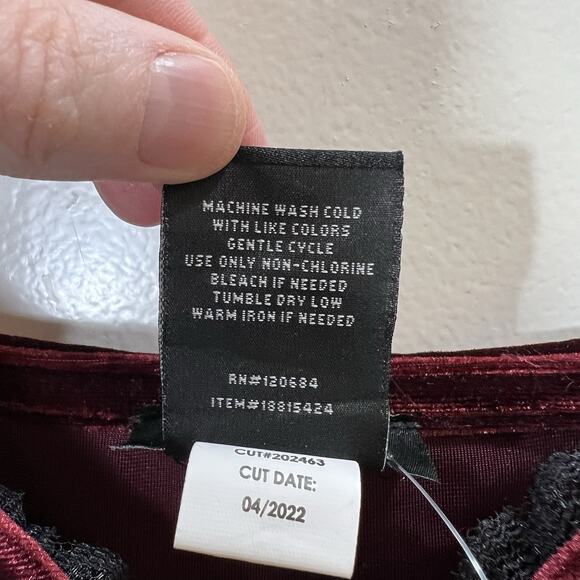 MACHINE WASH COLD
WITH LIKE COLORS
GENTLE CYCLE
USE ONLY NON-CHLORINE
BLEACH IF NEEDED
TUMBLE DRY LOW
WARM IRON IF NEEDED
RN#120684
ITEM#18815424
CUT#202463
CUT DATE:
04/2022